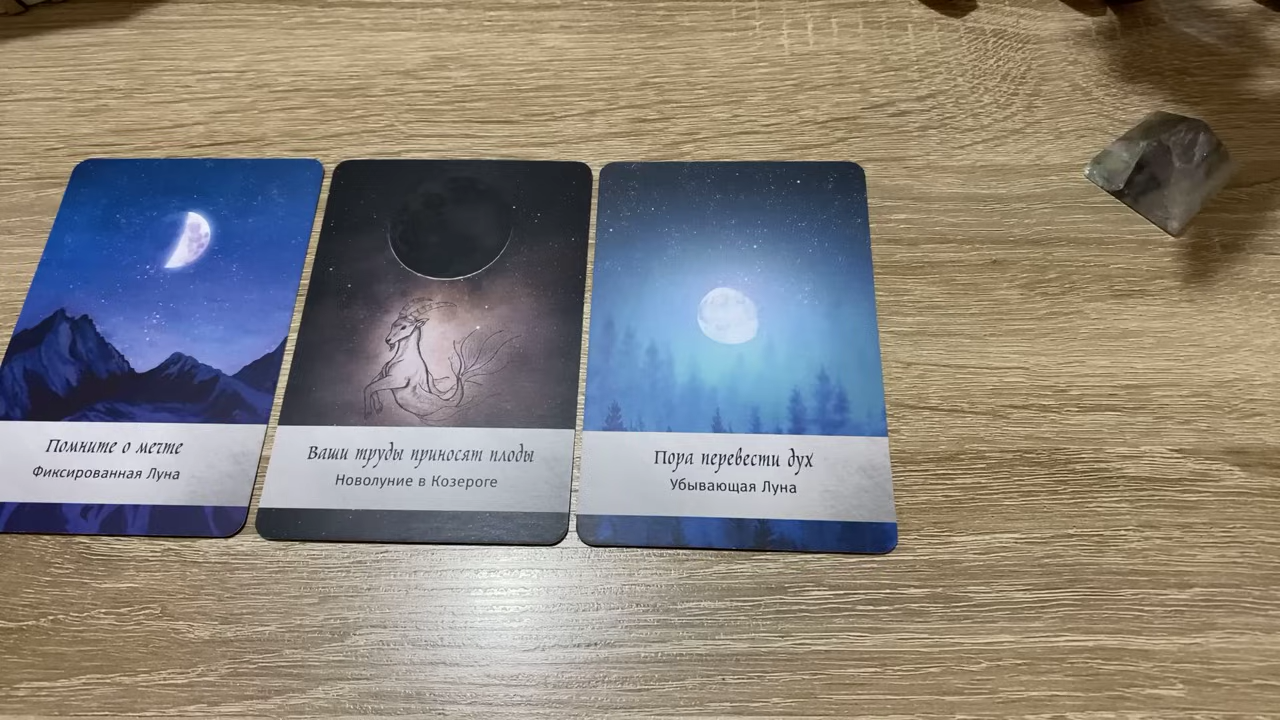 Помните о мечте
Фиксированная Луна
Ваши труды приносят плоды
Новолуние в Козероге
Пора перевести дух
Убывающая Луна